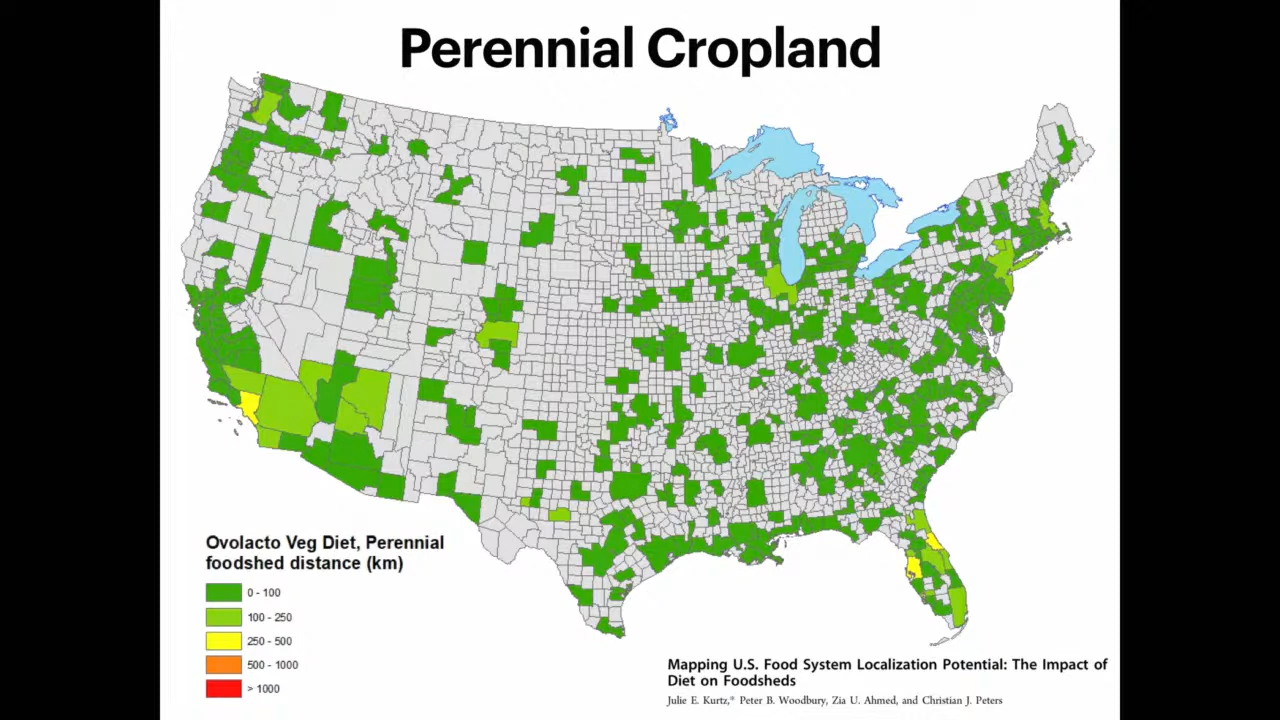 Perennial Cropland
Ovolacto Veg Diet, Perennial
foodshed distance (km)
0 - 100
100 - 250
250 - 500
500 - 1000
> 1000
Mapping U.S. Food System Localization Potential: The Impact of
Diet on Foodsheds
Julie E. Kurtz,* Peter B. Woodbury, Zia U. Ahmed, and Christian J. Peters